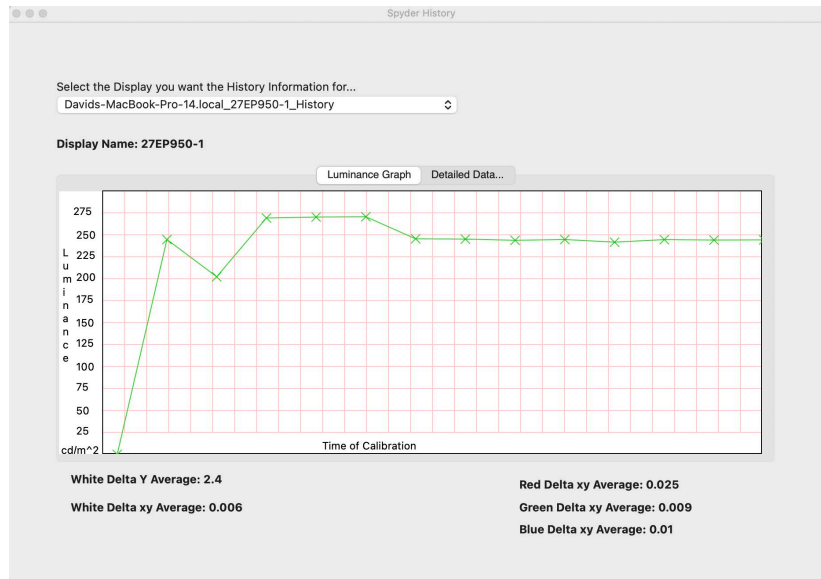 Spyder History
Select the Display you want the History Information for...
Davids-MacBook-Pro-14.local_27EP950-1_History
Display Name: 27EP950-1
Luminance Graph
Detailed Data...
275
250
225
200
175
150
125
100
75
50
25
cd/m^2
Luminance
Time of Calibration
White Delta Y Average: 2.4
White Delta xy Average: 0.006
Red Delta xy Average: 0.025
Green Delta xy Average: 0.009
Blue Delta xy Average: 0.01